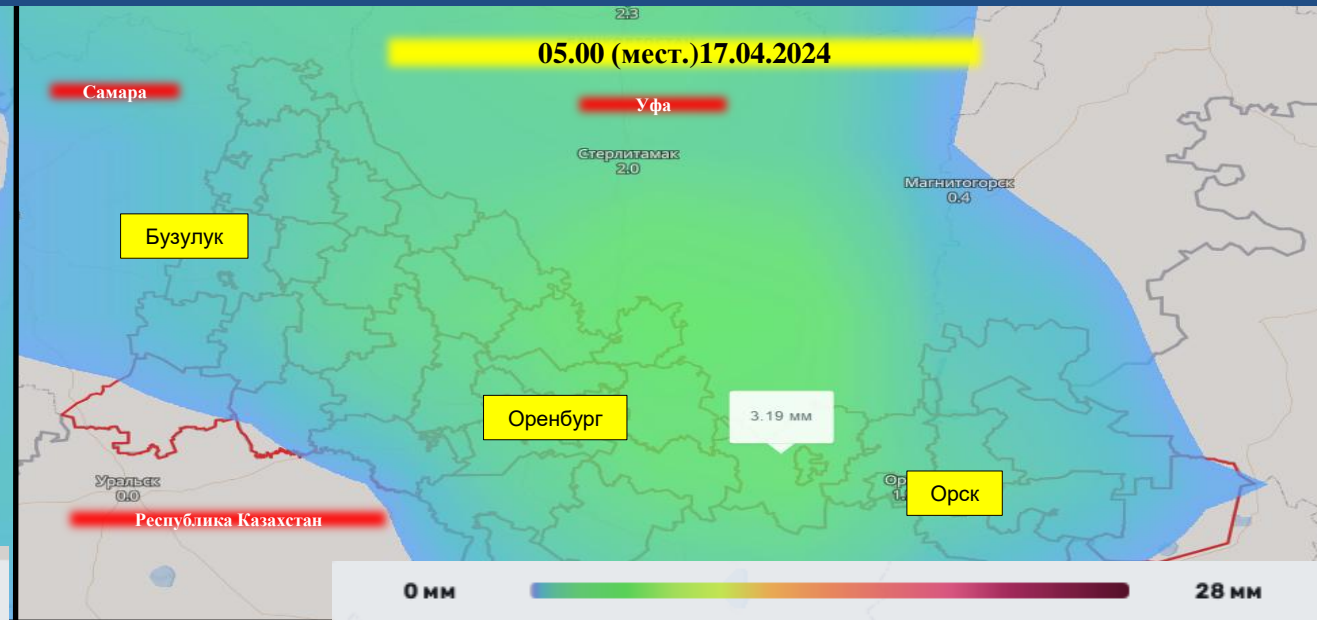 2.3
05.00 (мест.)17.04.2024
Самара
Уфа
Стерлитамак
2.0
Магнитогорск
0.4
Бузулук
Оренбург
3.19 мм
Орск
Уральск
0.0
Республика Казахстан
0 мм
28 мм